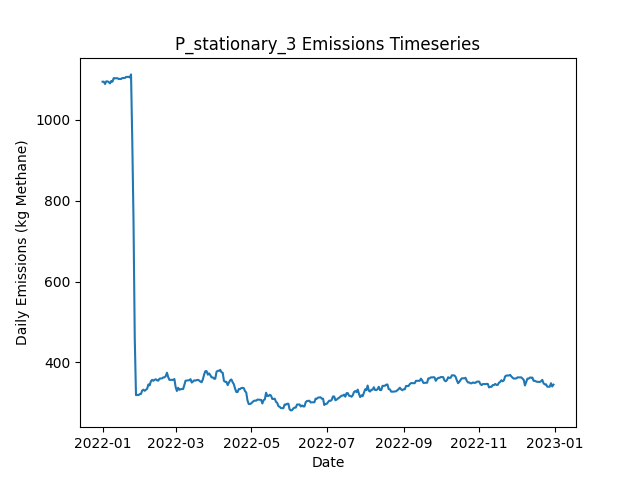 P_stationary_3 Emissions Timeseries
Daily Emissions (kg Methane)
1000
800
600
400
2022-01 2022-03 2022-05 2022-07 2022-09 2022-11 2023-01
Date